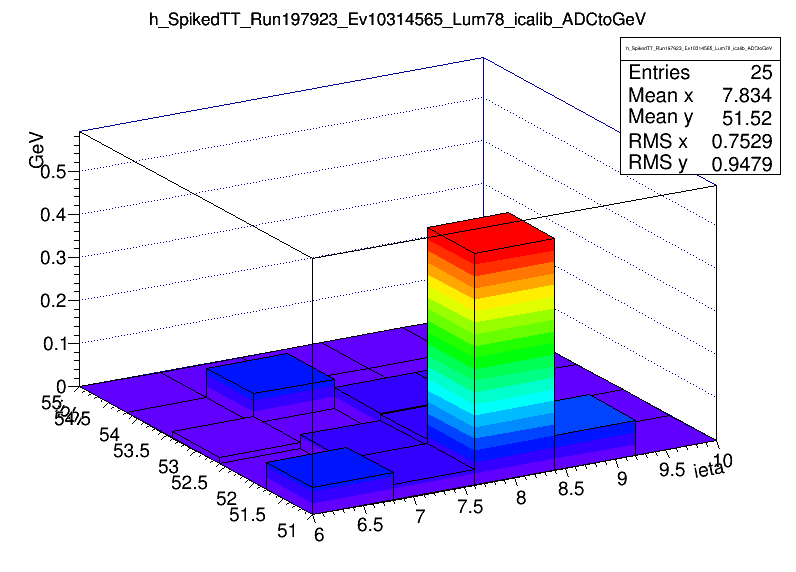 h_SpikedTT_Run197923_Ev10314565_Lum78_icalib_ADCtoGeV
h_SpikedTT_Run197923_Ev10314565_Lum78_icalib_ADCtoGeV
Entries 25
Mean x 7.834
Mean y 51.52
RMS x 0.7529
RMS y 0.9479
GeV
0.5
0.4
0.3
0.2
0.1
0
55
54.5
54
53.5
53
52.5
52
51.5
51
6
6.5
7
7.5
8
8.5
9
9.5
10
ieta